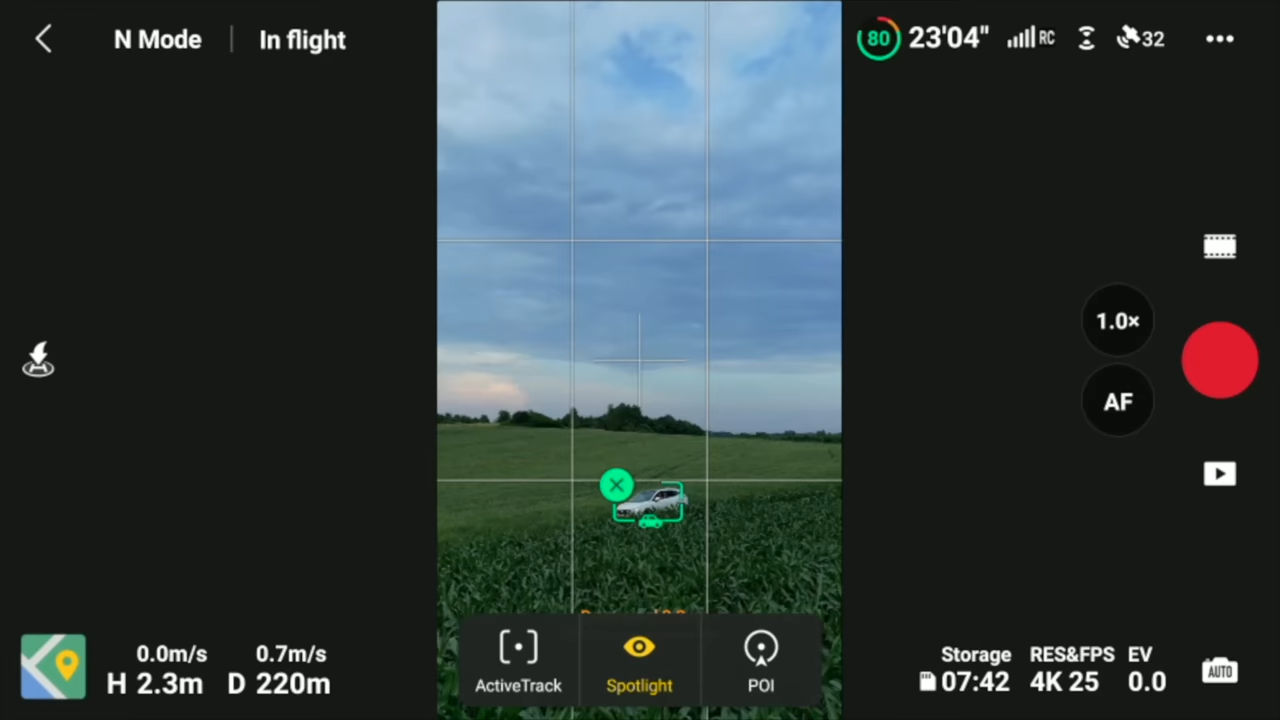 N Mode | In flight
80 23'04" RC 32
1.0×
AF
0.0m/s 0.7m/s
H 2.3m D 220m
ActiveTrack Spotlight POI
Storage RES&FPS EV
07:42 4K 25 0.0
AUTO